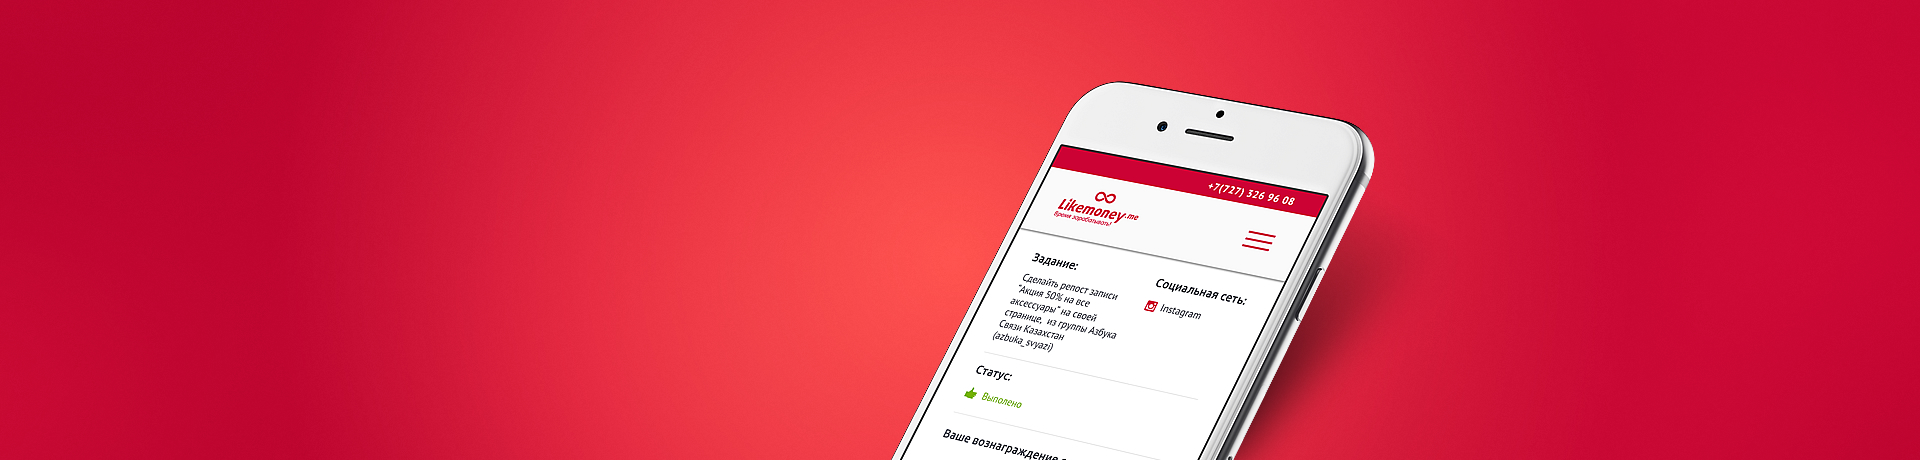 +7(727) 326 96 08
Likemoney.me
Время зарабатывать!
Задание:
Сделайть репост записи
"Акция 50% на все
аксессуары" на своей
странице, из группы Азбука
Связи Казахстан
(azbuka_svyazi)
Социальная сеть:
Instagram
Статус:
Выполено
Ваше вознаграждение